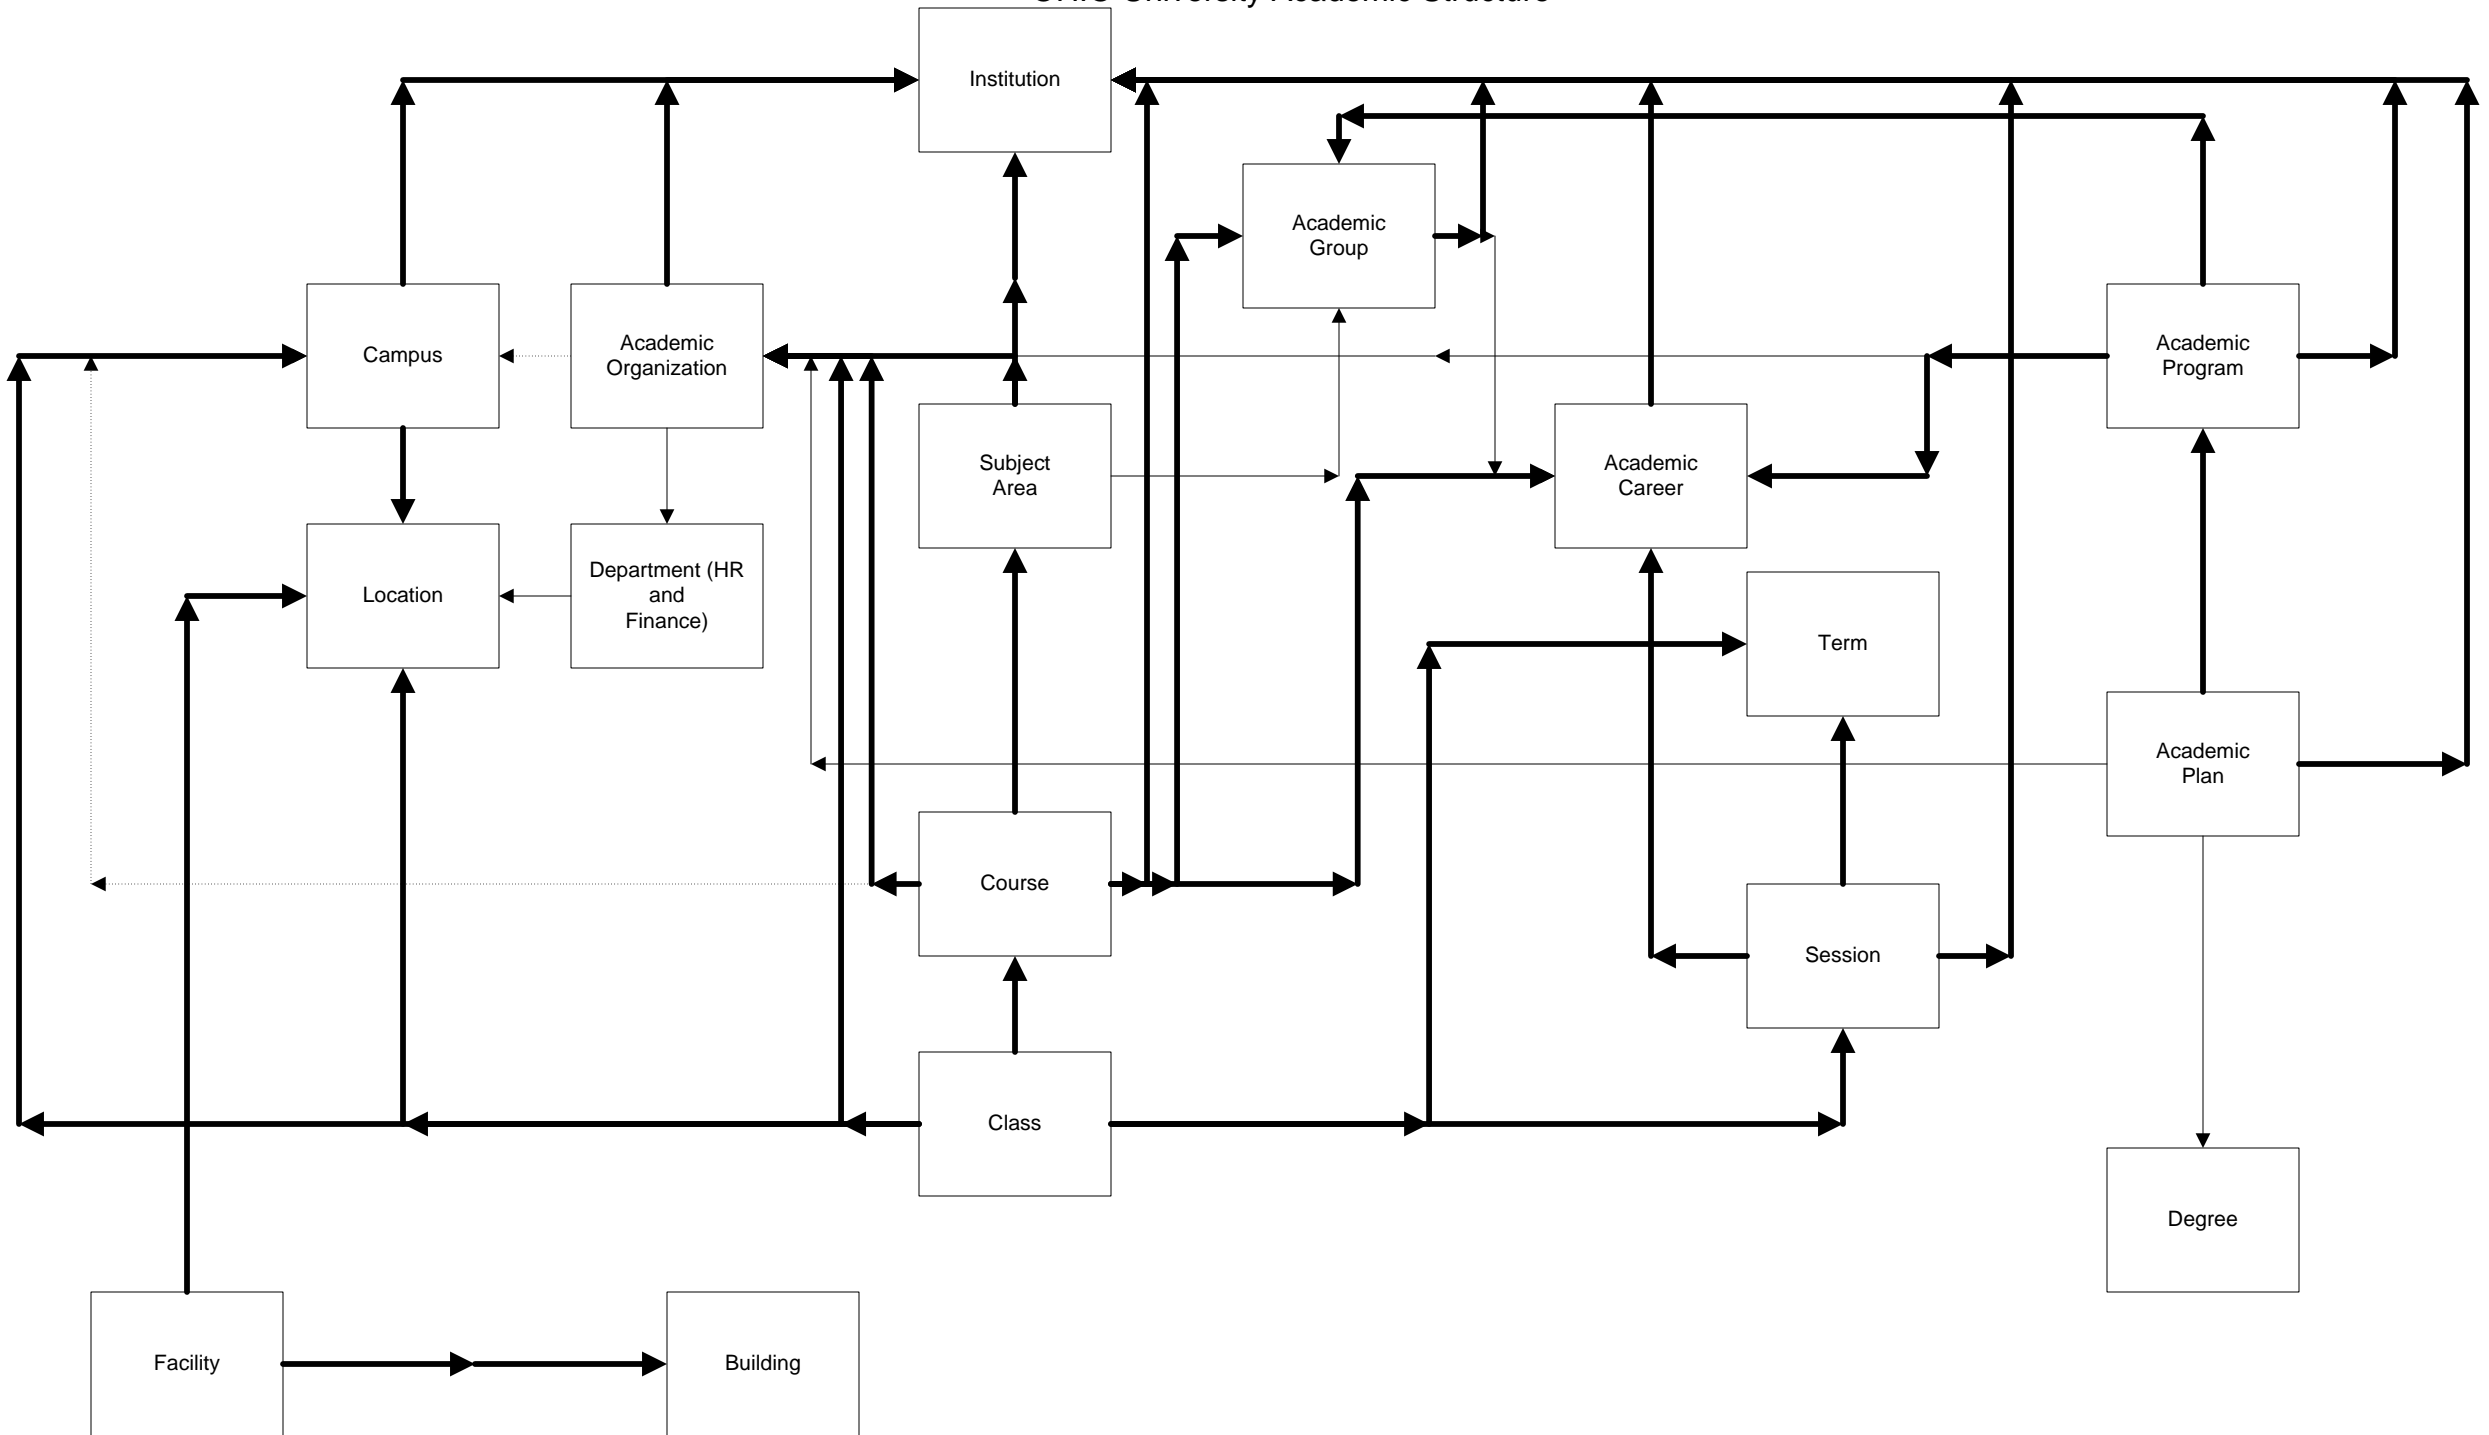 University Academic Structure
Institution
Academic
Group
Campus
Academic
Organization
Academic
Program
Subject
Area
Academic
Career
Location
Department (HR
and
Finance)
Term
Academic
Plan
Course
Session
Class
Degree
Facility
Building